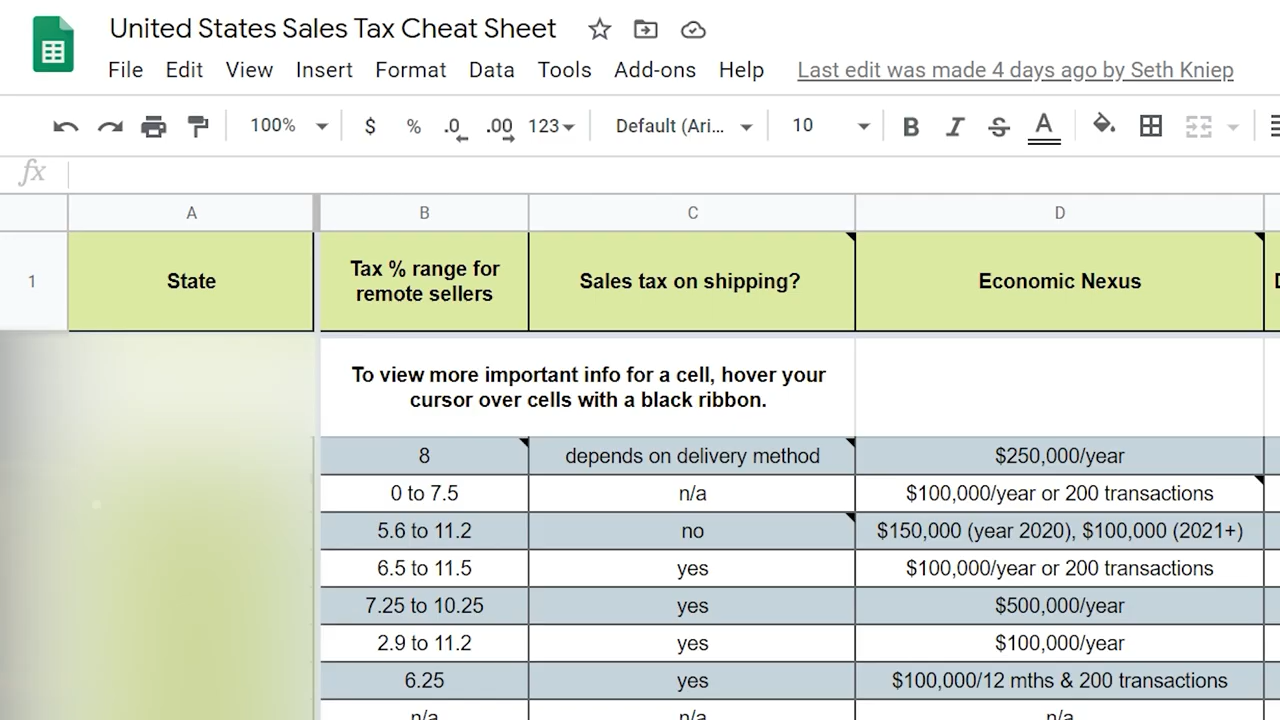 United States Sales Tax Cheat Sheet
File Edit View Insert Format Data Tools Add-ons Help Last edit was made 4 days ago by Seth Kniep
100% $ % .0 .00 123 Default (Ari... 10 B I S A
fx
A B C D
1 State Tax % range for Sales tax on shipping? Economic Nexus
remote sellers
To view more important info for a cell, hover your
cursor over cells with a black ribbon.
8 depends on delivery method $250,000/year
0 to 7.5 n/a $100,000/year or 200 transactions
5.6 to 11.2 no $150,000 (year 2020), $100,000 (2021+)
6.5 to 11.5 yes $100,000/year or 200 transactions
7.25 to 10.25 yes $500,000/year
2.9 to 11.2 yes $100,000/year
6.25 yes $100,000/12 mths & 200 transactions
n/a n/a n/a